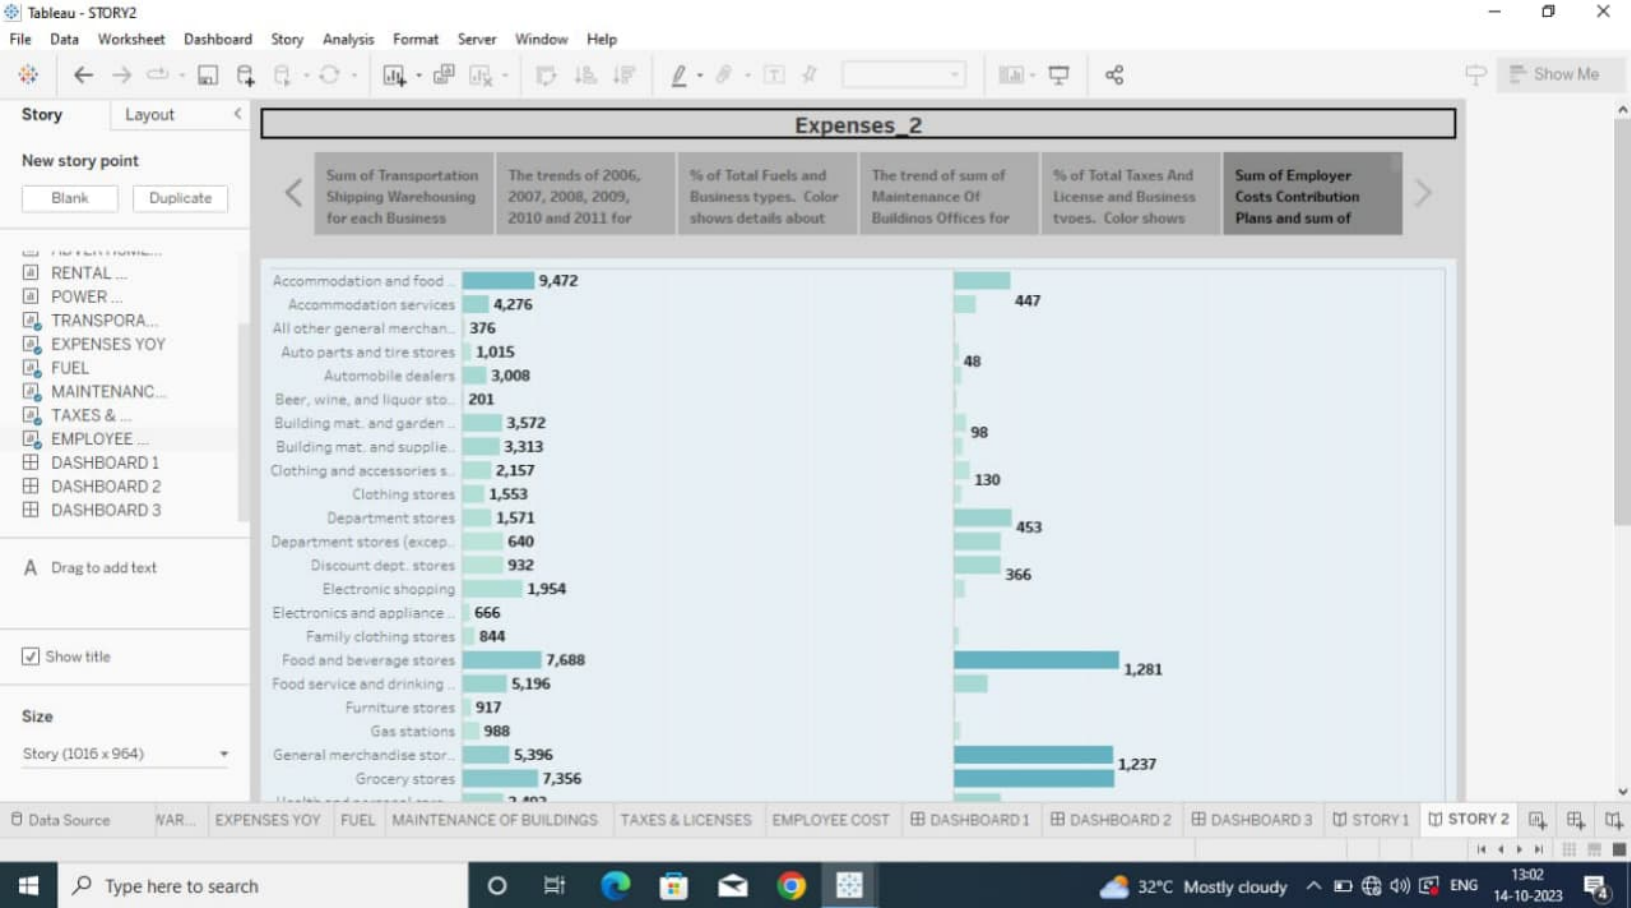 Tableau - STORY2
File Data Worksheet Dashboard Story Analysis Format Server Window Help
Show Me
Story Layout
New story point
Blank Duplicate
RENTAL ...
POWER ...
TRANSPORA...
EXPENSES YOY
FUEL
MAINTENANC...
TAXES & ...
EMPLOYEE ...
DASHBOARD 1
DASHBOARD 2
DASHBOARD 3
A Drag to add text
Show title
Size
Story (1016 x 964)
Expenses_2
Sum of Transportation
Shipping Warehousing
for each Business
The trends of 2006,
2007, 2008, 2009,
2010 and 2011 for
% of Total Fuels and
Business types. Color
shows details about
The trend of sum of
Maintenance Of
Buildings Offices for
% of Total Taxes And
License and Business
types. Color shows
Sum of Employer
Costs Contribution
Plans and sum of
Accommodation and food .. 9,472
Accommodation services 4,276 447
All other general merchan.. 376
Auto parts and tire stores 1,015 48
Automobile dealers 3,008
Beer, wine, and liquor sto.. 201
Building mat. and garden .. 3,572 98
Building mat. and supplie.. 3,313
Clothing and accessories s.. 2,157 130
Clothing stores 1,553
Department stores 1,571 453
Department stores (excep.. 640
Discount dept. stores 932 366
Electronic shopping 1,954
Electronics and appliance.. 666
Family clothing stores 844
Food and beverage stores 7,688 1,281
Food service and drinking .. 5,196
Furniture stores 917
Gas stations 988
General merchandise stor.. 5,396 1,237
Grocery stores 7,356
Data Source WAR... EXPENSES YOY FUEL MAINTENANCE OF BUILDINGS TAXES & LICENSES EMPLOYEE COST DASHBOARD 1 DASHBOARD 2 DASHBOARD 3 STORY 1 STORY 2
Type here to search
32°C Mostly cloudy
ENG
13:02
14-10-2023
4